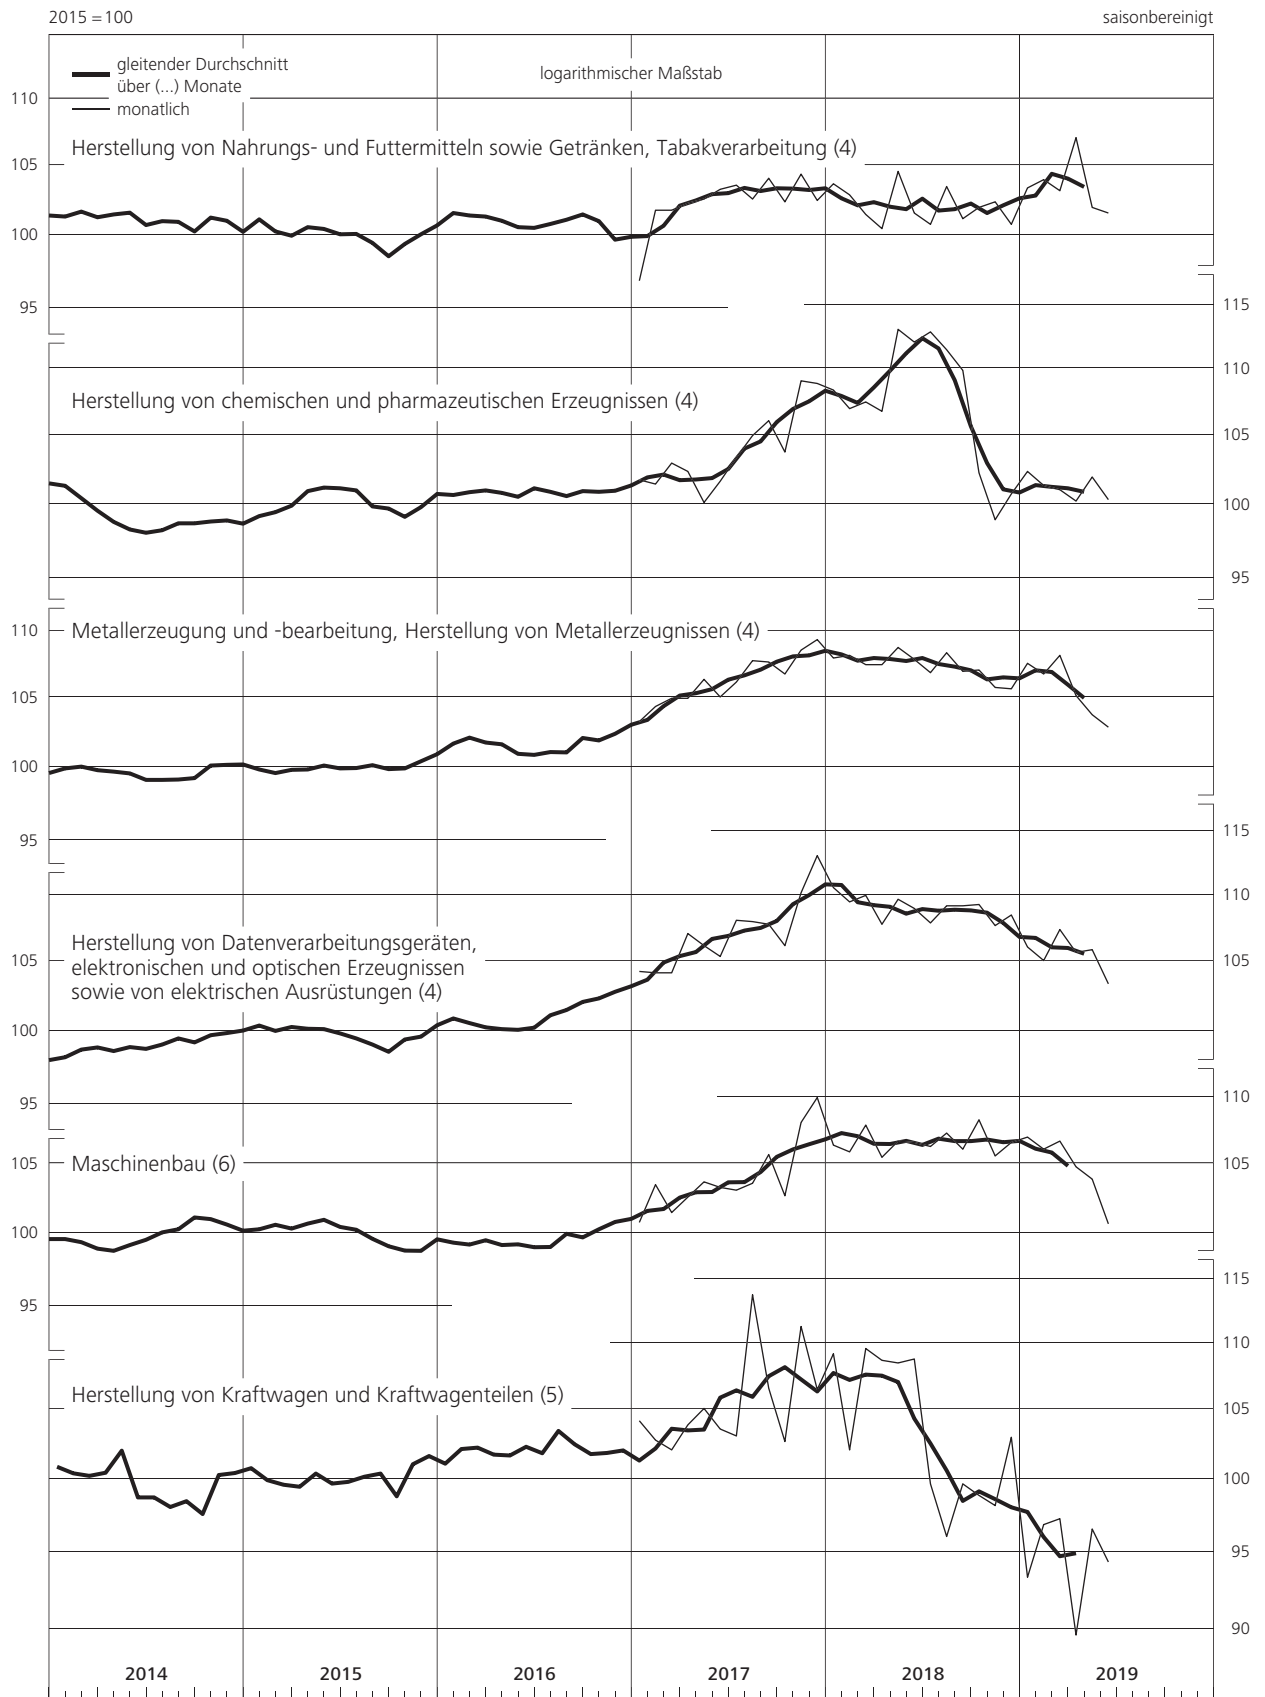 2015 = 100
saisonbereinigt
gleitender Durchschnitt
über (...) Monate
monatlich
logarithmischer Maßstab
110
Herstellung von Nahrungs- und Futtermitteln sowie Getränken, Tabakverarbeitung (4)
105
100
95
115
110
Herstellung von chemischen und pharmazeutischen Erzeugnissen (4)
105
100
95
110
Metallerzeugung und -bearbeitung, Herstellung von Metallerzeugnissen (4)
105
100
95
115
110
Herstellung von Datenverarbeitungsgeräten,
elektronischen und optischen Erzeugnissen
sowie von elektrischen Ausrüstungen (4)
105
105
100
95
110
105
Maschinenbau (6)
105
100
95
115
110
Herstellung von Kraftwagen und Kraftwagenteilen (5)
105
100
95
90
2014 2015 2016 2017 2018 2019